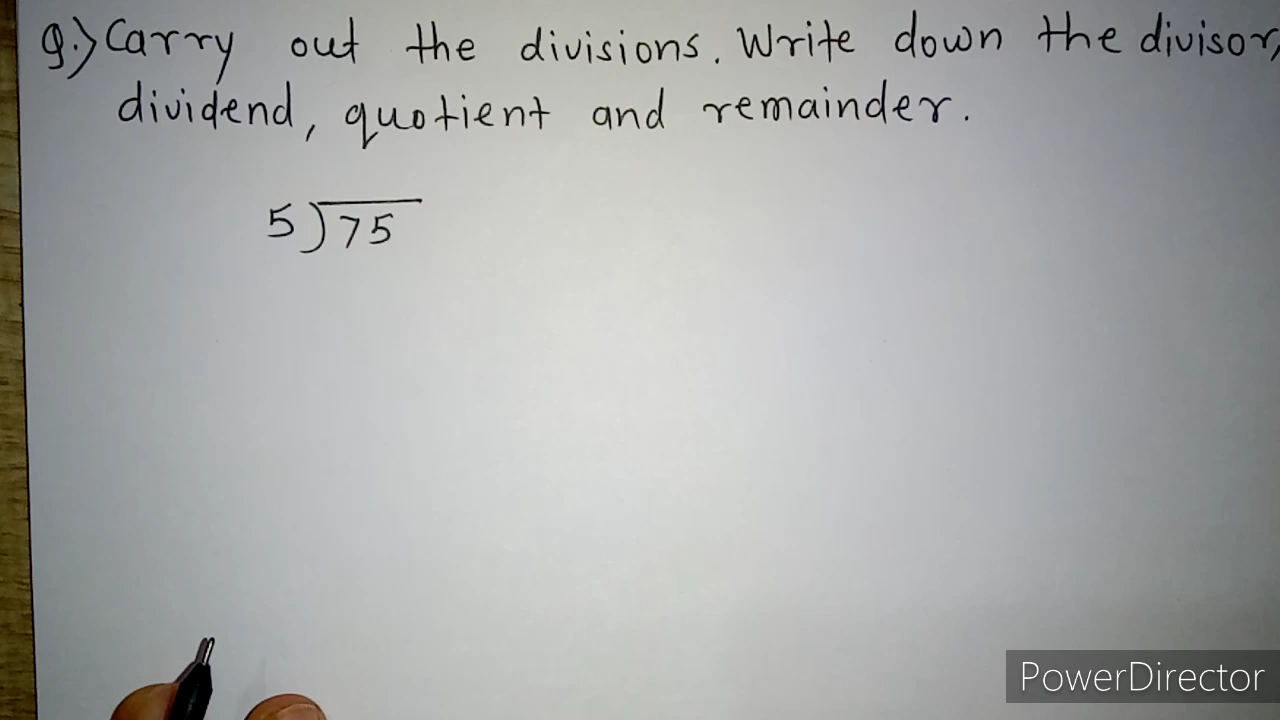 Q.) Carry out the divisions. Write down the divisor,
dividend, quotient and remainder.
5) 75
PowerDirector